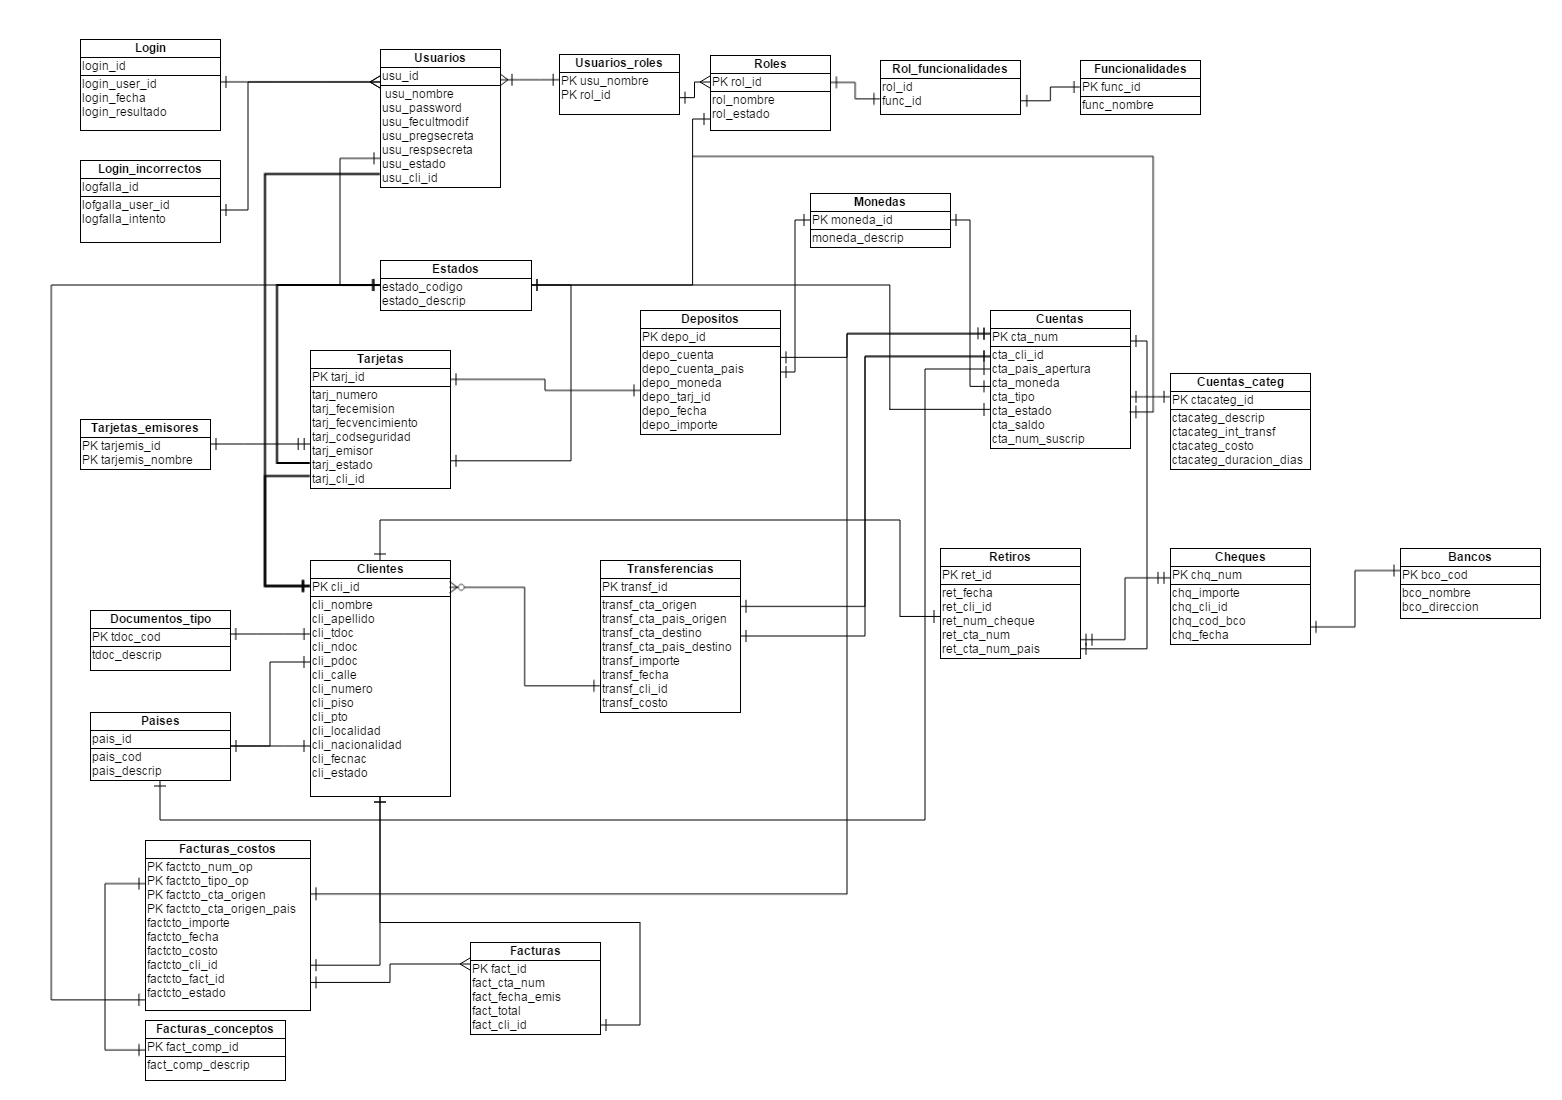 Login
login_id
login_user_id
login_fecha
login_resultado
Usuarios
usu_id
usu_nombre
usu_password
usu_fecultmodif
usu_pregsecreta
usu_respsecreta
usu_estado
usu_cli_id
Usuarios_roles
PK usu_nombre
PK rol_id
Roles
PK rol_id
rol_nombre
rol_estado
Rol_funcionalidades
rol_id
func_id
Funcionalidades
PK func_id
func_nombre
Login_incorrectos
logfalla_id
lofgalla_user_id
logfalla_intento
Monedas
PK moneda_id
moneda_descrip
Estados
estado_codigo
estado_descrip
Depositos
PK depo_id
depo_cuenta
depo_cuenta_pais
depo_moneda
depo_tarj_id
depo_fecha
depo_importe
Cuentas
PK cta_num
cta_cli_id
cta_pais_apertura
cta_moneda
cta_tipo
cta_estado
cta_saldo
cta_num_suscrip
Tarjetas
PK tarj_id
tarj_numero
tarj_fecemision
tarj_fecvencimiento
tarj_codseguridad
tarj_emisor
tarj_estado
tarj_cli_id
Cuentas_categ
PK ctacateg_id
ctacateg_descrip
ctacateg_int_transf
ctacateg_costo
ctacateg_duracion_dias
Tarjetas_emisores
PK tarjemis_id
PK tarjemis_nombre
Clientes
PK cli_id
cli_nombre
cli_apellido
cli_tdoc
cli_ndoc
cli_pdoc
cli_calle
cli_numero
cli_piso
cli_pto
cli_localidad
cli_nacionalidad
cli_fecnac
cli_estado
Transferencias
PK transf_id
transf_cta_origen
transf_cta_pais_origen
transf_cta_destino
transf_cta_pais_destino
transf_importe
transf_fecha
transf_cli_id
transf_costo
Retiros
PK ret_id
ret_fecha
ret_cli_id
ret_num_cheque
ret_cta_num
ret_cta_num_pais
Cheques
PK chq_num
chq_importe
chq_cli_id
chq_cod_bco
chq_fecha
Bancos
PK bco_cod
bco_nombre
bco_direccion
Documentos_tipo
PK tdoc_cod
tdoc_descrip
Paises
pais_id
pais_cod
pais_descrip
Facturas_costos
PK factcto_num_op
PK factcto_tipo_op
PK factcto_cta_origen
PK factcto_cta_origen_pais
factcto_importe
factcto_fecha
factcto_costo
factcto_cli_id
factcto_fact_id
factcto_estado
Facturas
PK fact_id
fact_cta_num
fact_fecha_emis
fact_total
fact_cli_id
Facturas_conceptos
PK fact_comp_id
fact_comp_descrip